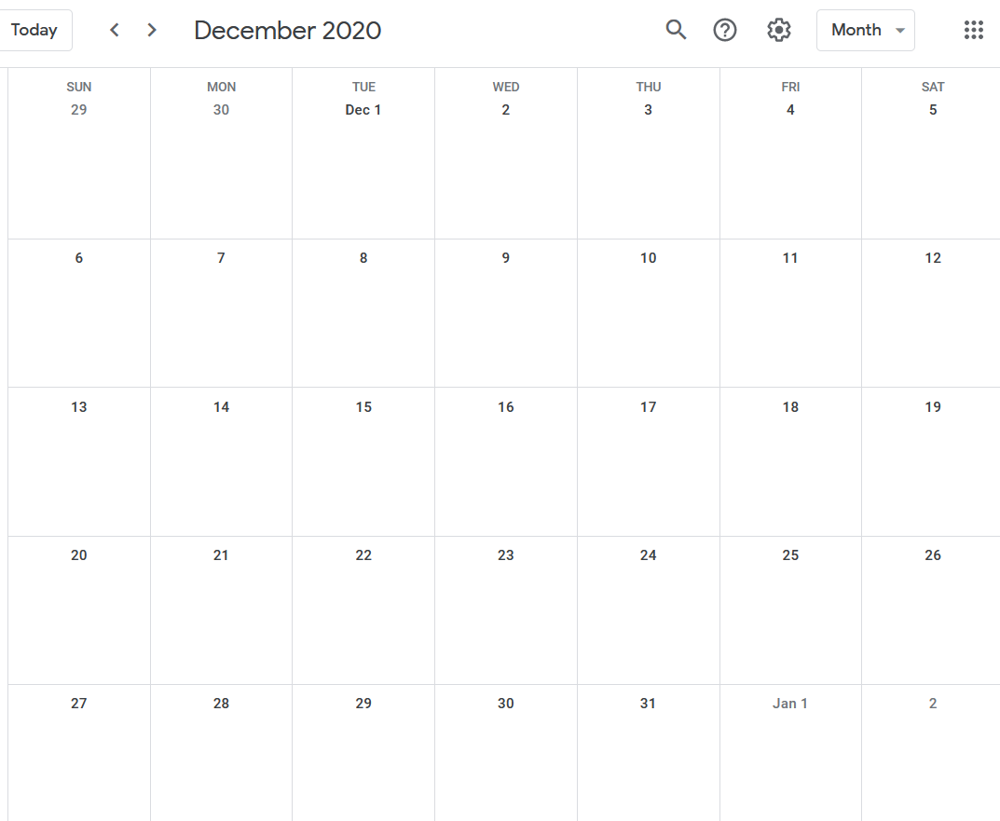 Today December 2020 Month
SUN MON TUE WED THU FRI SAT
29 30 Dec 1 2 3 4 5
6 7 8 9 10 11 12
13 14 15 16 17 18 19
20 21 22 23 24 25 26
27 28 29 30 31 Jan 1 2